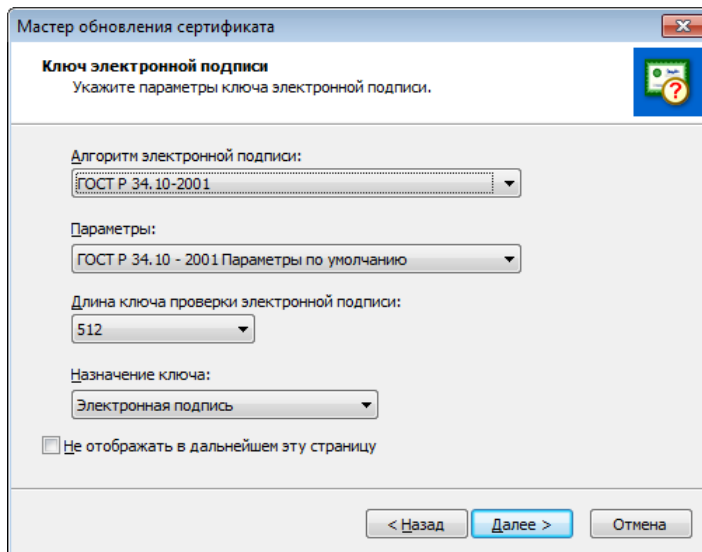 Мастер обновления сертификата
Ключ электронной подписи
Укажите параметры ключа электронной подписи.
Алгоритм электронной подписи:
ГОСТ Р 34.10-2001
Параметры:
ГОСТ Р 34.10 - 2001 Параметры по умолчанию
Длина ключа проверки электронной подписи:
512
Назначение ключа:
Электронная подпись
Не отображать в дальнейшем эту страницу
< Назад
Далее >
Отмена